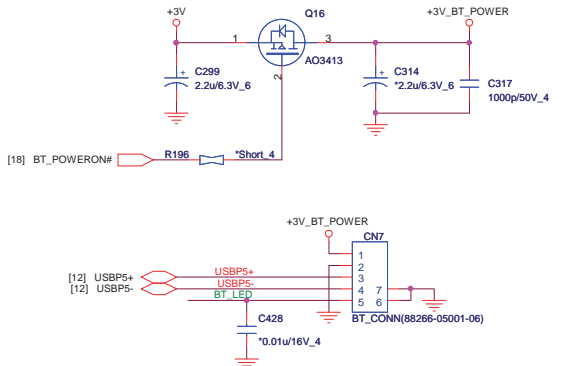 +3V
Q16
+3V_BT_POWER
1
3
AO3413
2
+
C299
2.2u/6.3V_6
+
C314
*2.2u/6.3V_6
C317
1000p/50V_4
[18] BT_POWERON#
R196
*Short_4
+3V_BT_POWER
CN7
1
2
[12] USBP5+
USBP5+
3
[12] USBP5-
USBP5-
4
7
BT_LED
5
6
BT_CONN(88266-05001-06)
C428
*0.01u/16V_4